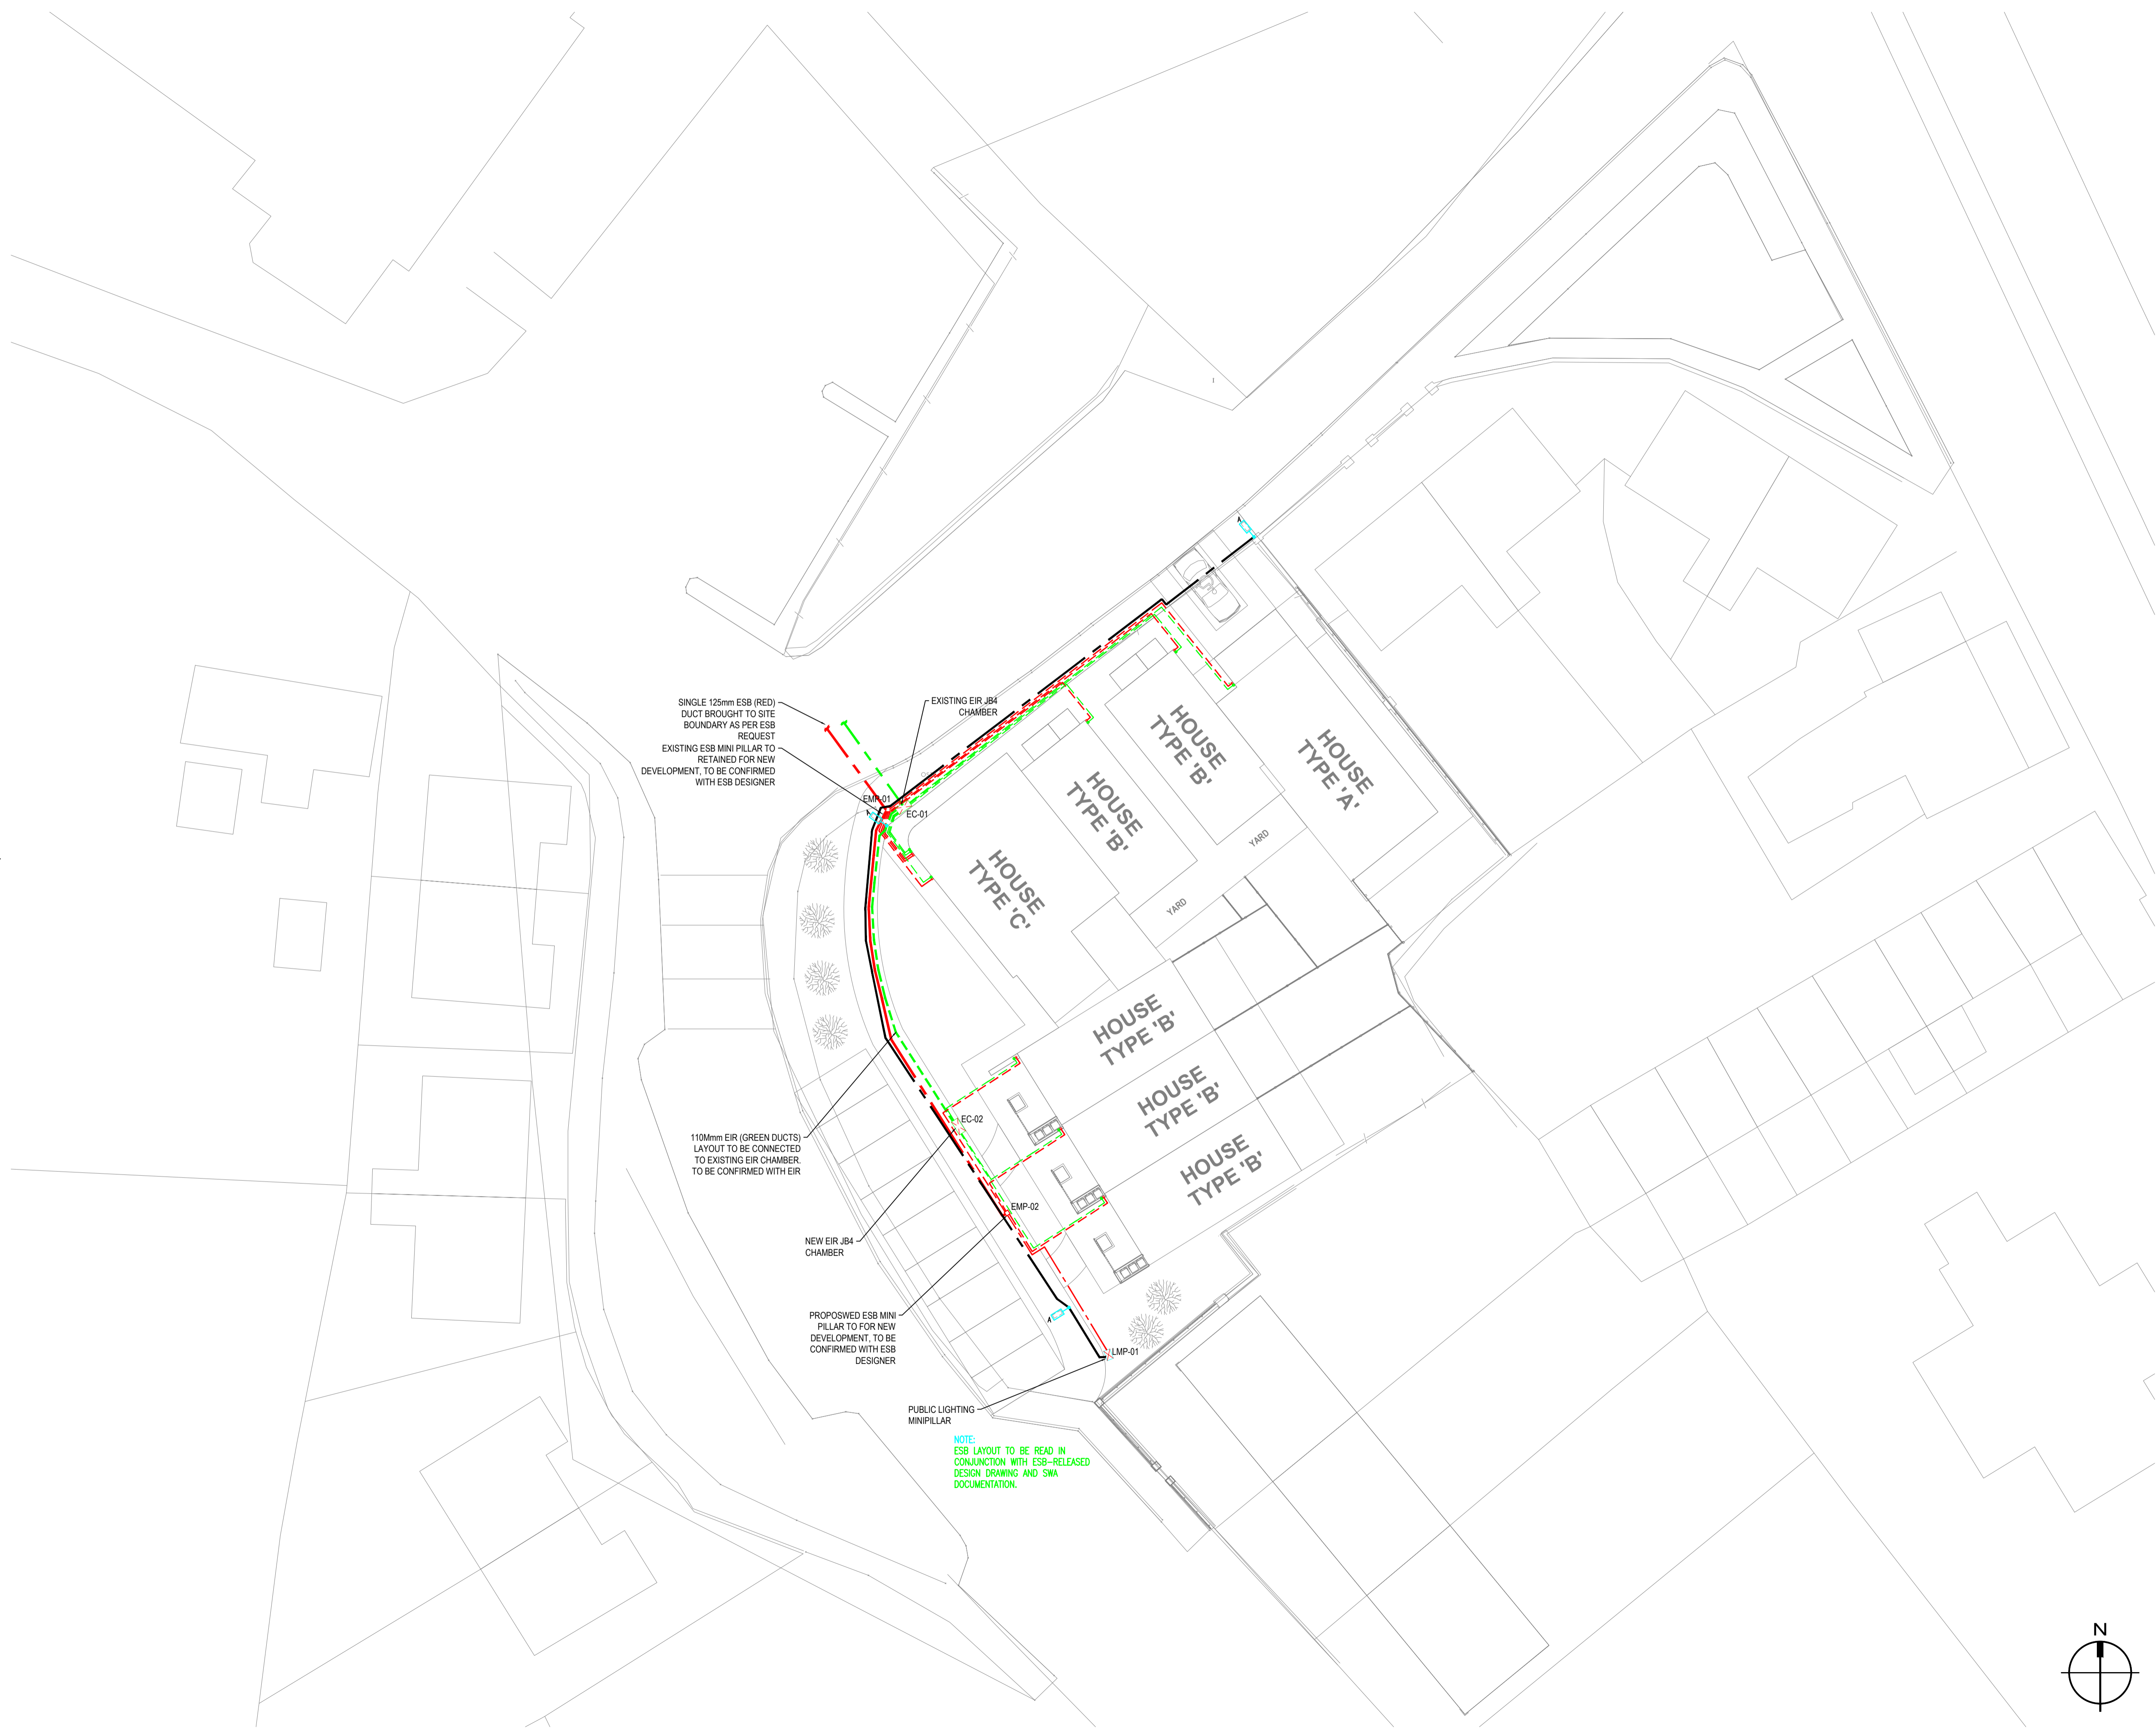 SINGLE 125mm ESB (RED)
DUCT BROUGHT TO SITE
BOUNDARY AS PER ESB
REQUEST
EXISTING ESB MINI PILLAR TO
RETAINED FOR NEW
DEVELOPMENT, TO BE CONFIRMED
WITH ESB DESIGNER
EXISTING EIR JB4
CHAMBER
A
EMP-01
A
EC-01
HOUSE
TYPE 'A'
HOUSE
TYPE 'B'
HOUSE
TYPE 'B'
HOUSE
TYPE 'C'
YARD
YARD
HOUSE
TYPE 'B'
HOUSE
TYPE 'B'
HOUSE
TYPE 'B'
EC-02
110Mmm EIR (GREEN DUCTS)
LAYOUT TO BE CONNECTED
TO EXISTING EIR CHAMBER.
TO BE CONFIRMED WITH EIR
EMP-02
NEW EIR JB4
CHAMBER
PROPOSWED ESB MINI
PILLAR TO FOR NEW
DEVELOPMENT, TO BE
CONFIRMED WITH ESB
DESIGNER
A
LMP-01
PUBLIC LIGHTING
MINIPILLAR
NOTE:
ESB LAYOUT TO BE READ IN
CONJUNCTION WITH ESB-RELEASED
DESIGN DRAWING AND SWA
DOCUMENTATION.
N